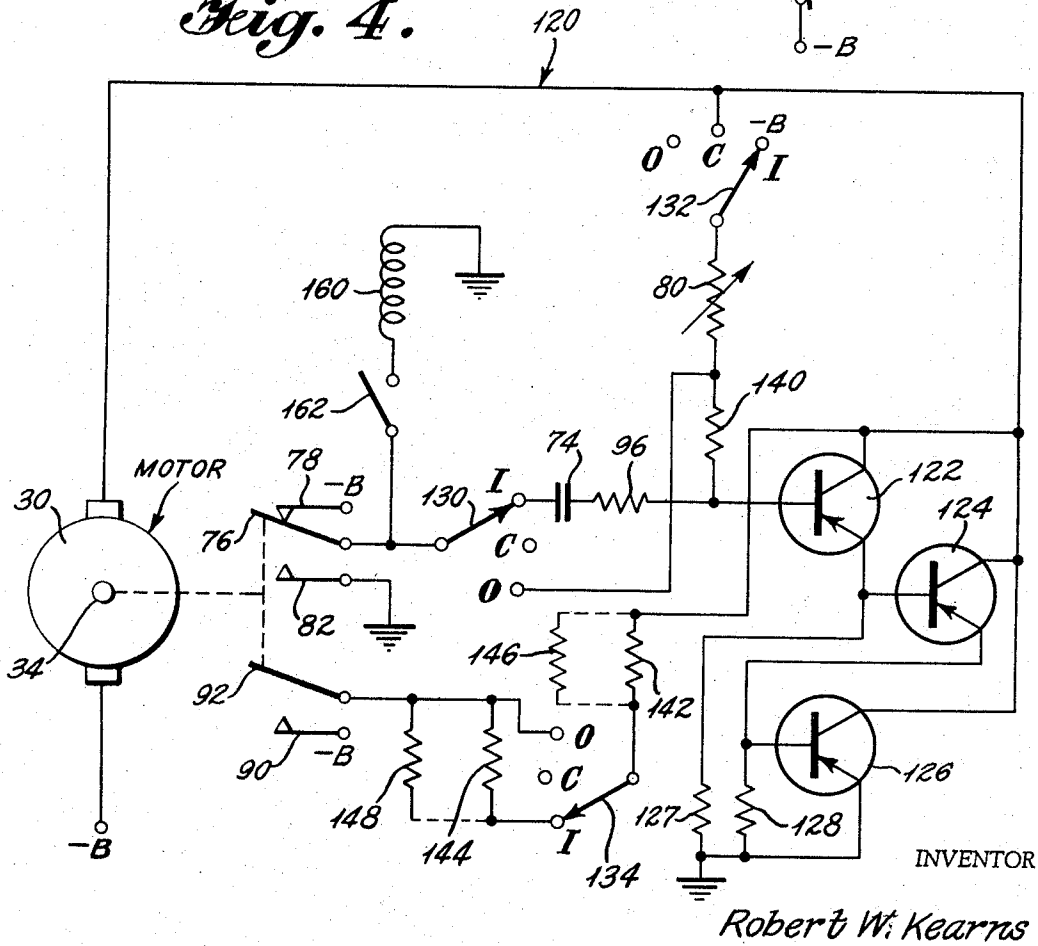 Fig. 4.
-B
120
-B
O
C
I
132
160
80
162
140
MOTOR
78
-B
130
I
74
96
122
30
76
C
124
82
O
34
146
142
92
O
126
90
-B
C
148
127
128
-B
144
I
134
INVENTOR
Robert W. Kearns